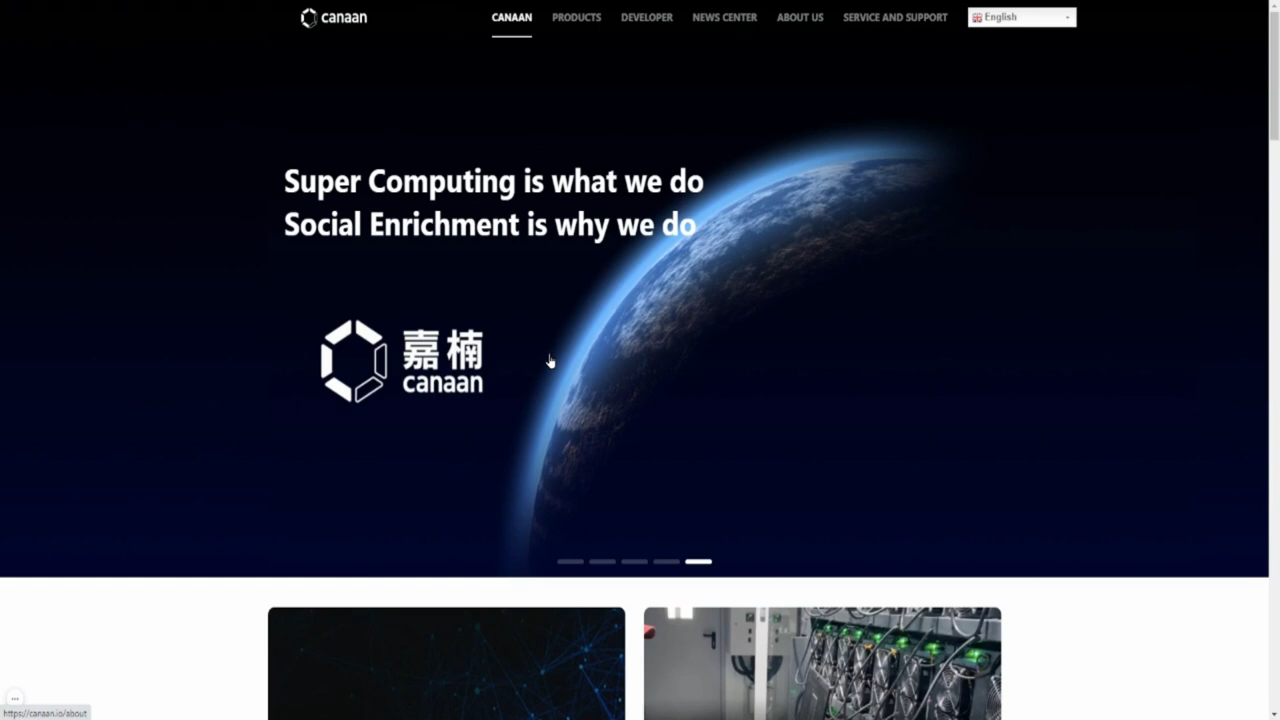 canaan
CANAAN
PRODUCTS
DEVELOPER
NEWS CENTER
ABOUT US
SERVICE AND SUPPORT
English
Super Computing is what we do
Social Enrichment is why we do
嘉楠
canaan
https://canaan.io/about